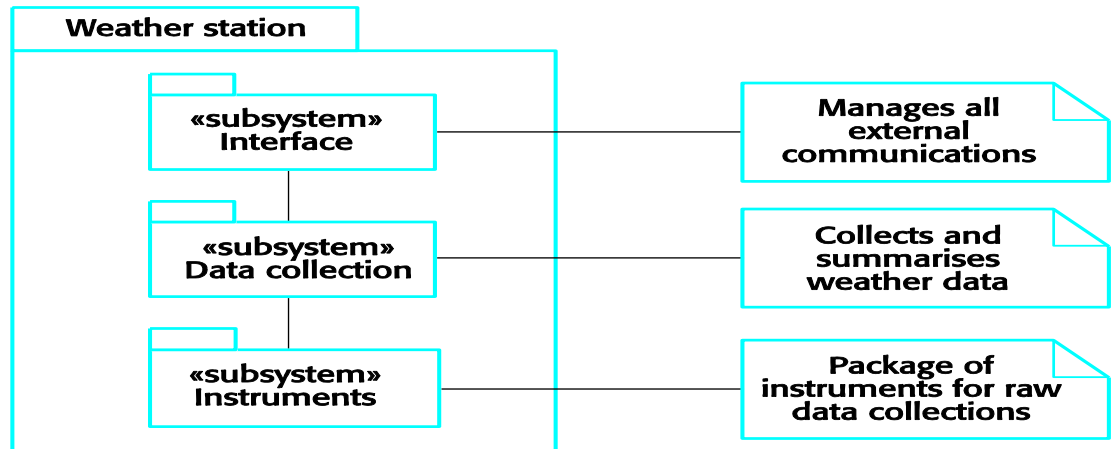 Weather station
«subsystem»
Interface
Manages all
external
communications
«subsystem»
Data collection
Collects and
summarises
weather data
«subsystem»
Instruments
Package of
instruments for raw
data collections